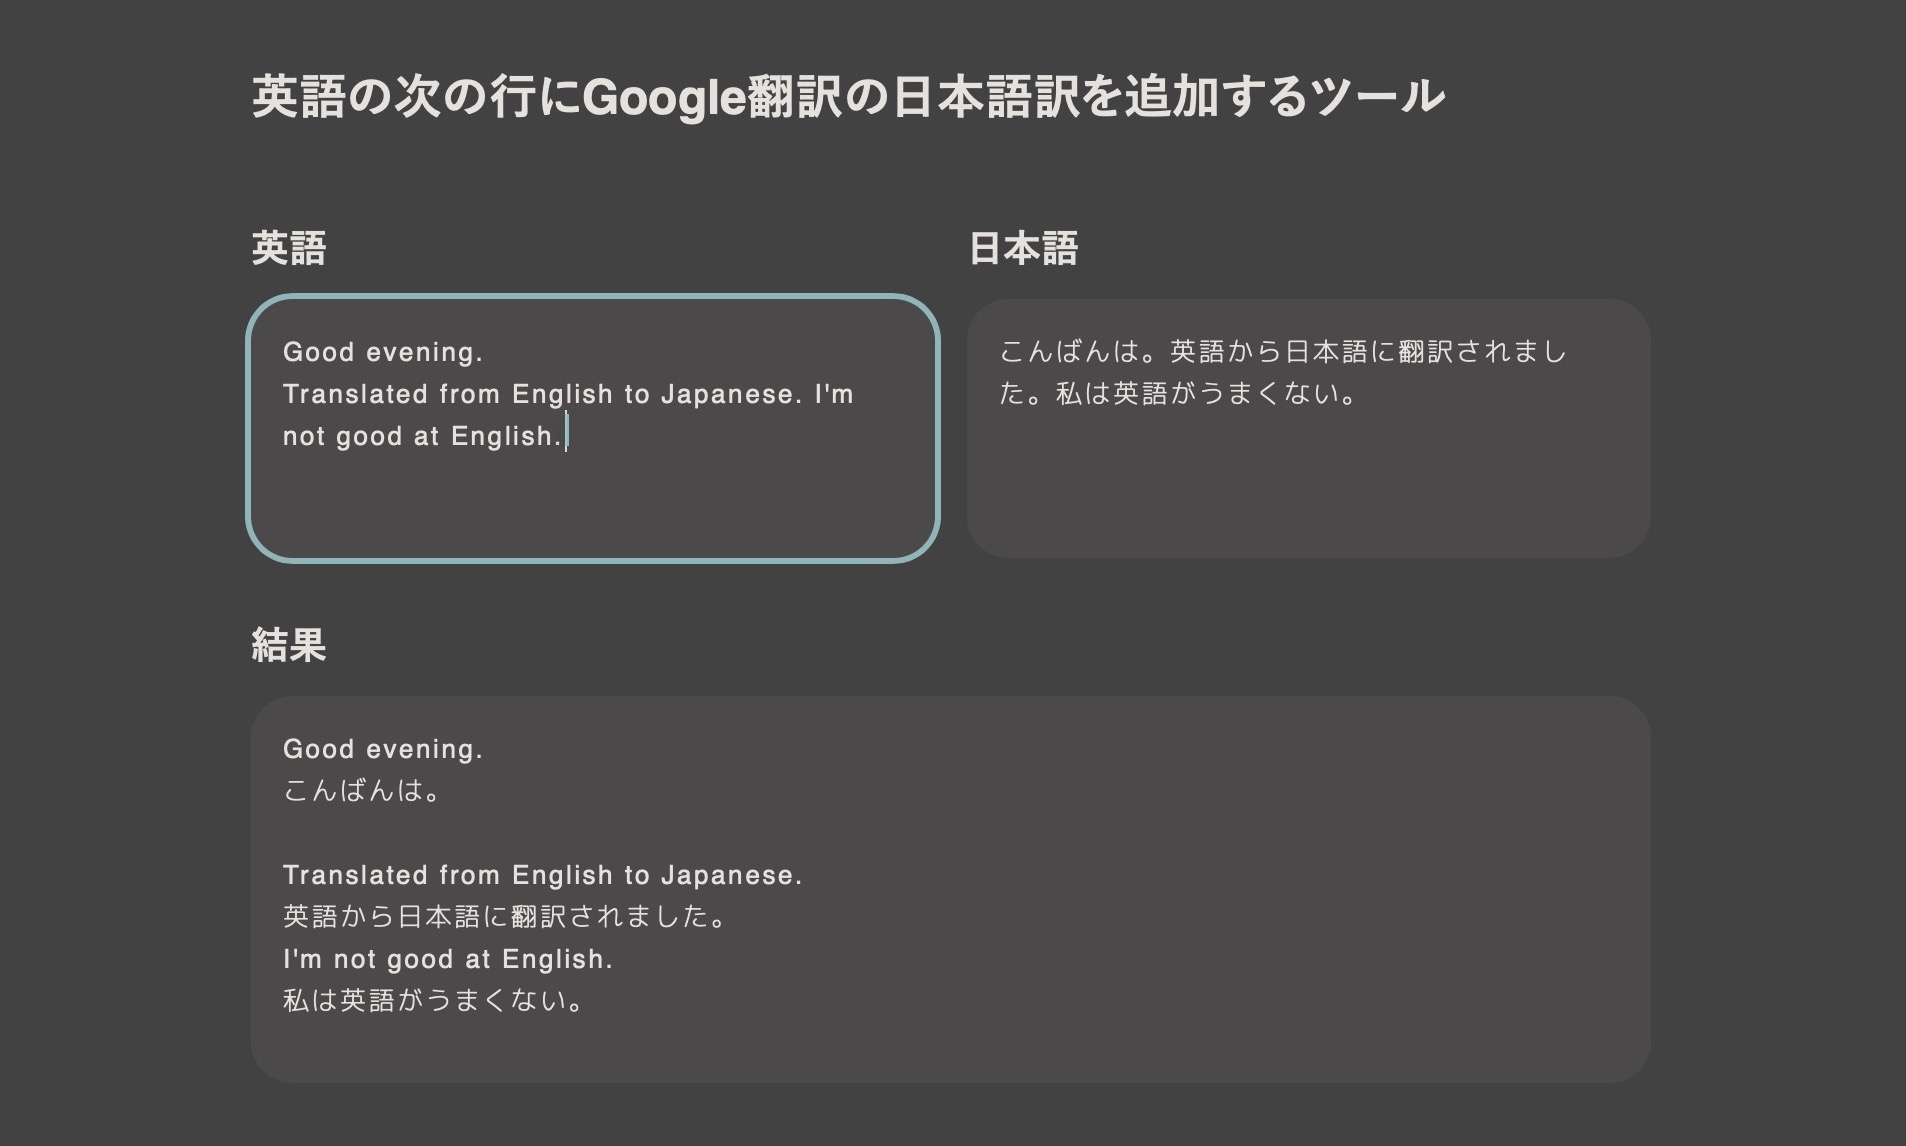 英語の次の行にGoogle翻訳の日本語訳を追加するツール
英語
Good evening.
Translated from English to Japanese. I'm
not good at English.
日本語
こんばんは。英語から日本語に翻訳されまし
た。私は英語がうまくない。
結果
Good evening.
こんばんは。
Translated from English to Japanese.
英語から日本語に翻訳されました。
I'm not good at English.
私は英語がうまくない。